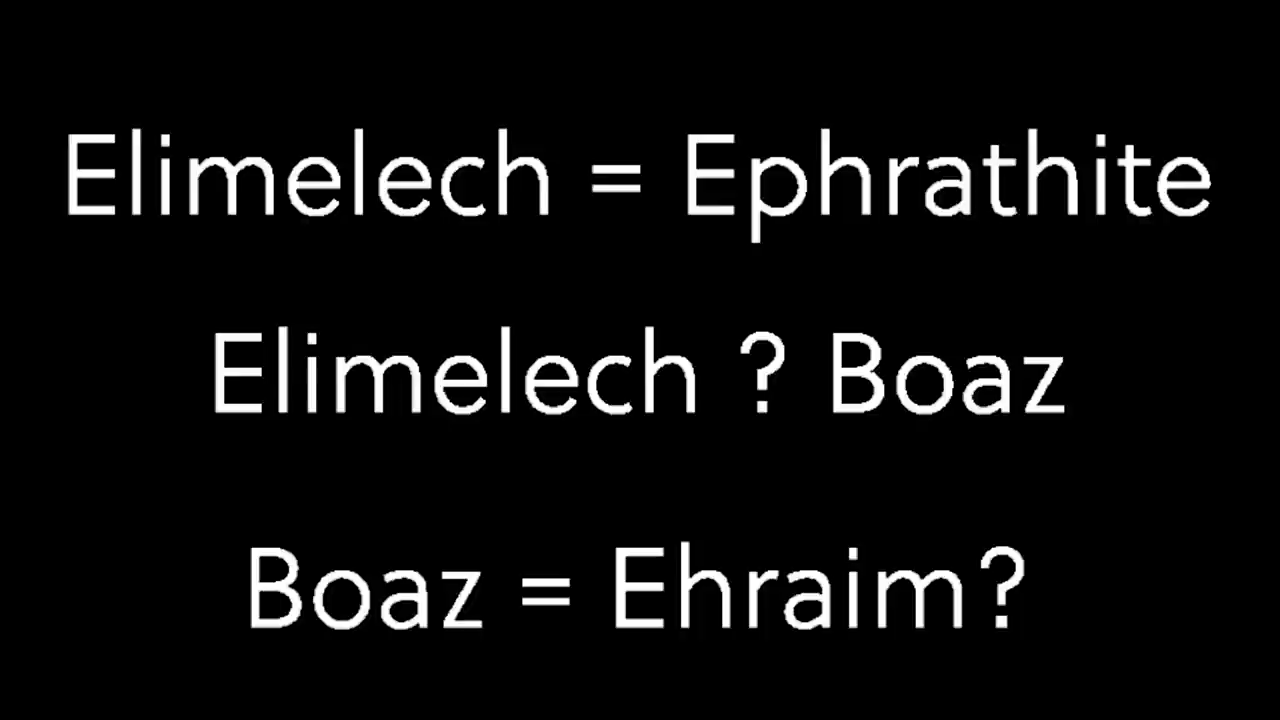 Elimelech = Ephrathite
Elimelech ? Boaz
Boaz = Ehraim?